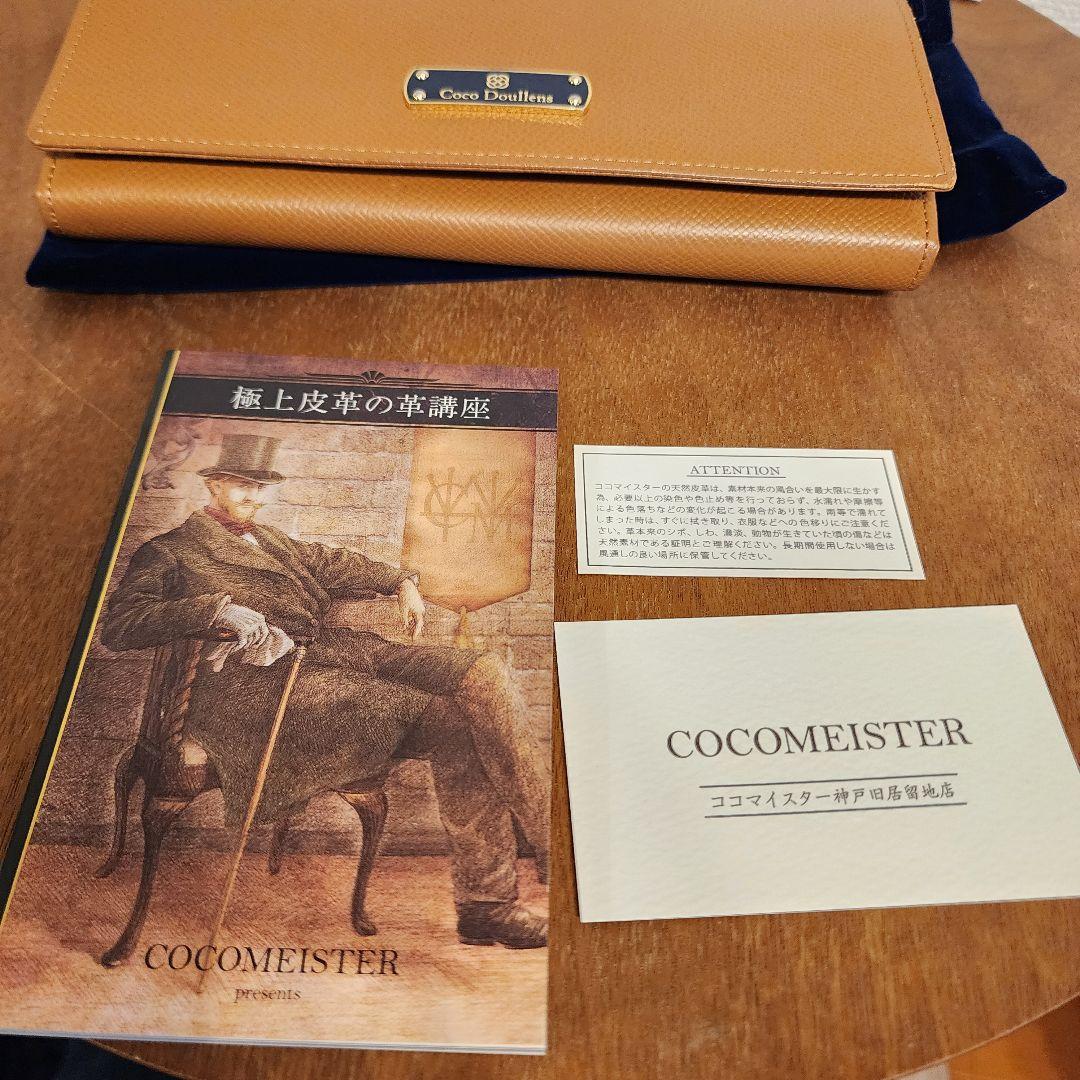 Coco Doullens
極上皮革の革講座
COCOMEISTER
presents
ATTENTION
ココマイスターの天然皮革は、素材本来の風合いを最大限に生かす
為、必要以上の染色や色止め等を行っておらず、水濡れや摩擦等
による色落ちなどの変化が起こる場合があります。雨等で濡れて
しまった時は、すぐに拭き取り、衣服などへの色移りにご注意くだ
さい。革本来のシボ、しわ、濃淡、動物が生きていた頃の傷などは
天然素材である証明とご理解ください。長期間使用しない場合は
風通しの良い場所に保管してください。
COCOMEISTER
ココマイスター神戸旧居留地店